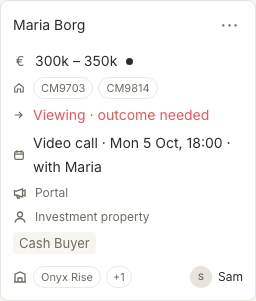 Maria Borg
€ 300k – 350k
CM9703 CM9814
Viewing · outcome needed
Video call · Mon 5 Oct, 18:00 ·
with Maria
Portal
Investment property
Cash Buyer
Onyx Rise +1 S Sam